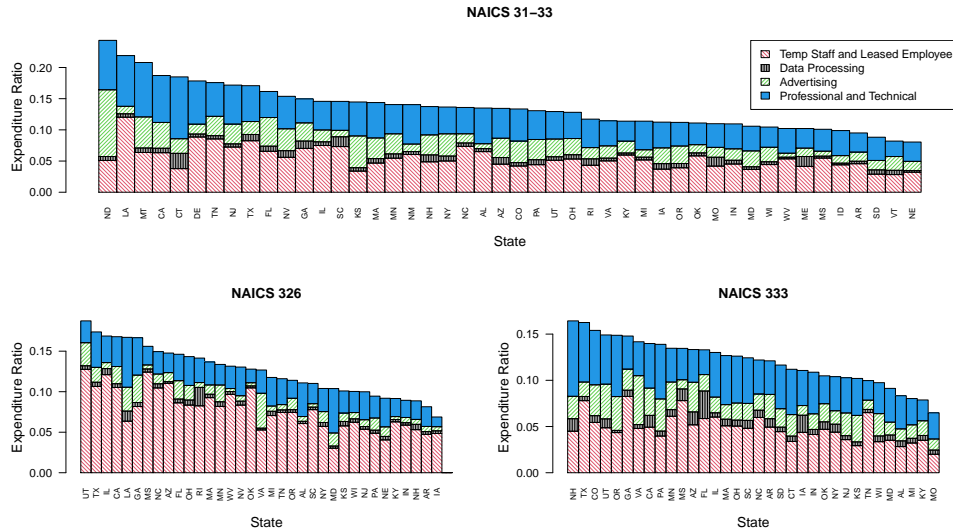 NAICS 31−33
Expenditure Ratio
0.00 0.05 0.10 0.15 0.20
Temp Staff and Leased Employee
Data Processing
Advertising
Professional and Technical
ND LA MT CA CT DE TN NJ TX FL NV GA IL SC KS MA MN NM NH NY NC AL AZ CO PA UT OH RI VA KY MI IA OR OK MO IN MD WI WV ME MS ID AR SD VT NE
State
NAICS 326
Expenditure Ratio
0.00 0.05 0.10 0.15
UT TX IL CA LA GA MS NC AZ FL OH RI MA MN WV NV OK VA MI TN OR AL SC NY MD KS WI NJ PA NE KY IN NH AR IA
State
NAICS 333
Expenditure Ratio
0.00 0.05 0.10 0.15
NH TX CO UT OR GA VA CA PA MN MS AZ FL IL MA OH SC NC AR SD CT IA IN OK NY NJ KS TN WI MD AL MI KY MO
State